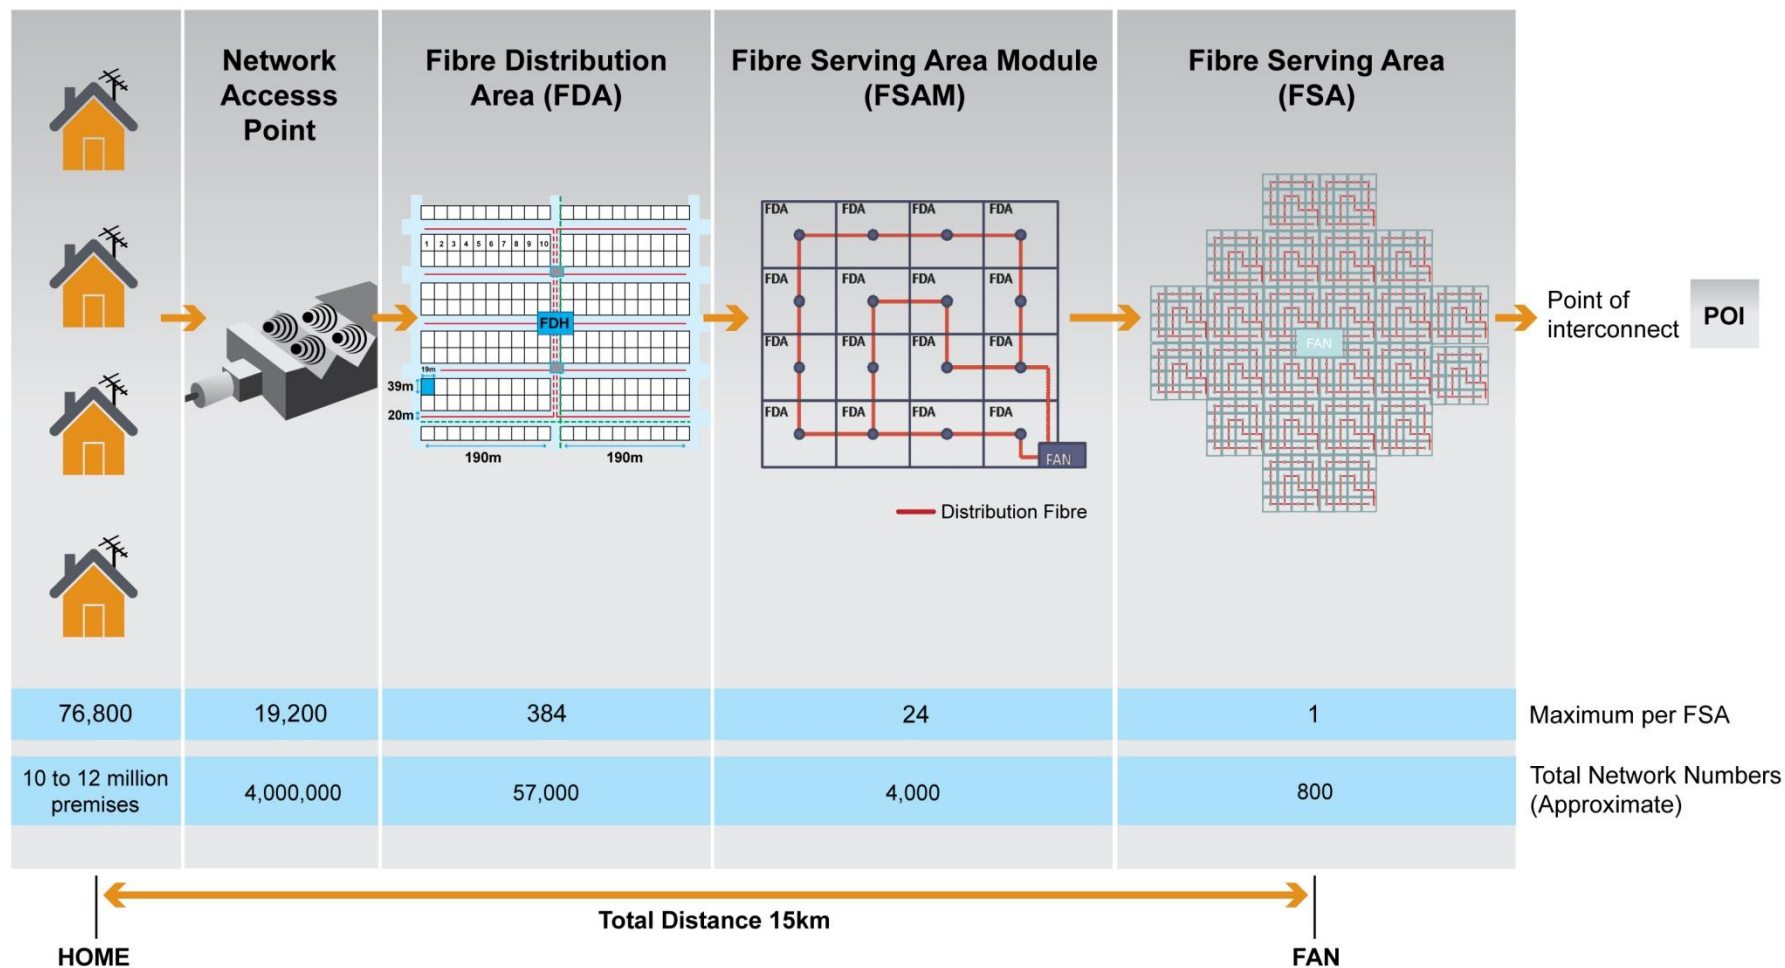 Network
Accesss
Point
Fibre Distribution
Area (FDA)
Fibre Serving Area Module
(FSAM)
Fibre Serving Area
(FSA)
1 2 3 4 5 6 7 8 9 10
FDH
19m
39m
20m
190m 190m
FDA FDA FDA FDA
FDA FDA FDA FDA
FDA FDA FDA FDA
FDA FDA FDA FDA
FAN
Distribution Fibre
FAN
Point of
interconnect
POI
76,800 19,200 384 24 1 Maximum per FSA
10 to 12 million
premises
4,000,000 57,000 4,000 800
Total Network Numbers
(Approximate)
Total Distance 15km
HOME FAN